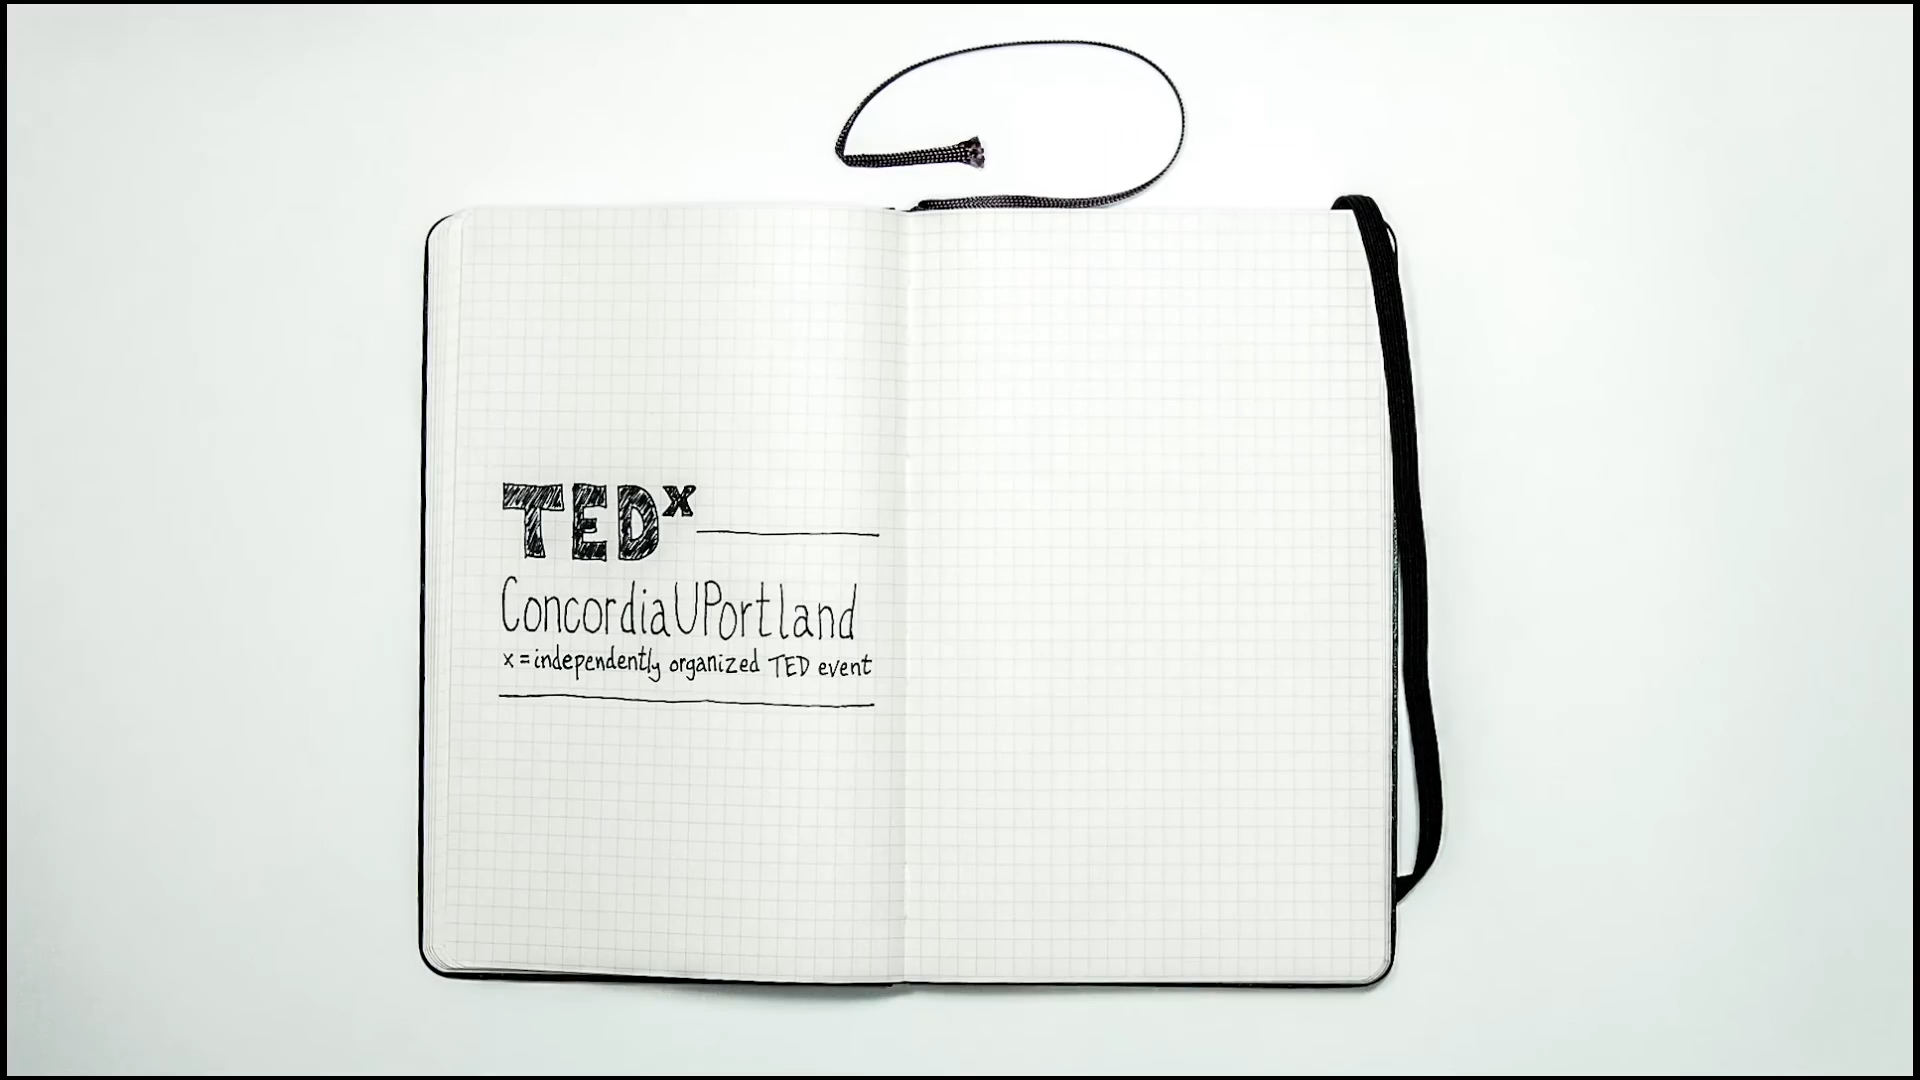 TEDx
ConcordiaUPortland
x = independently organized TED event